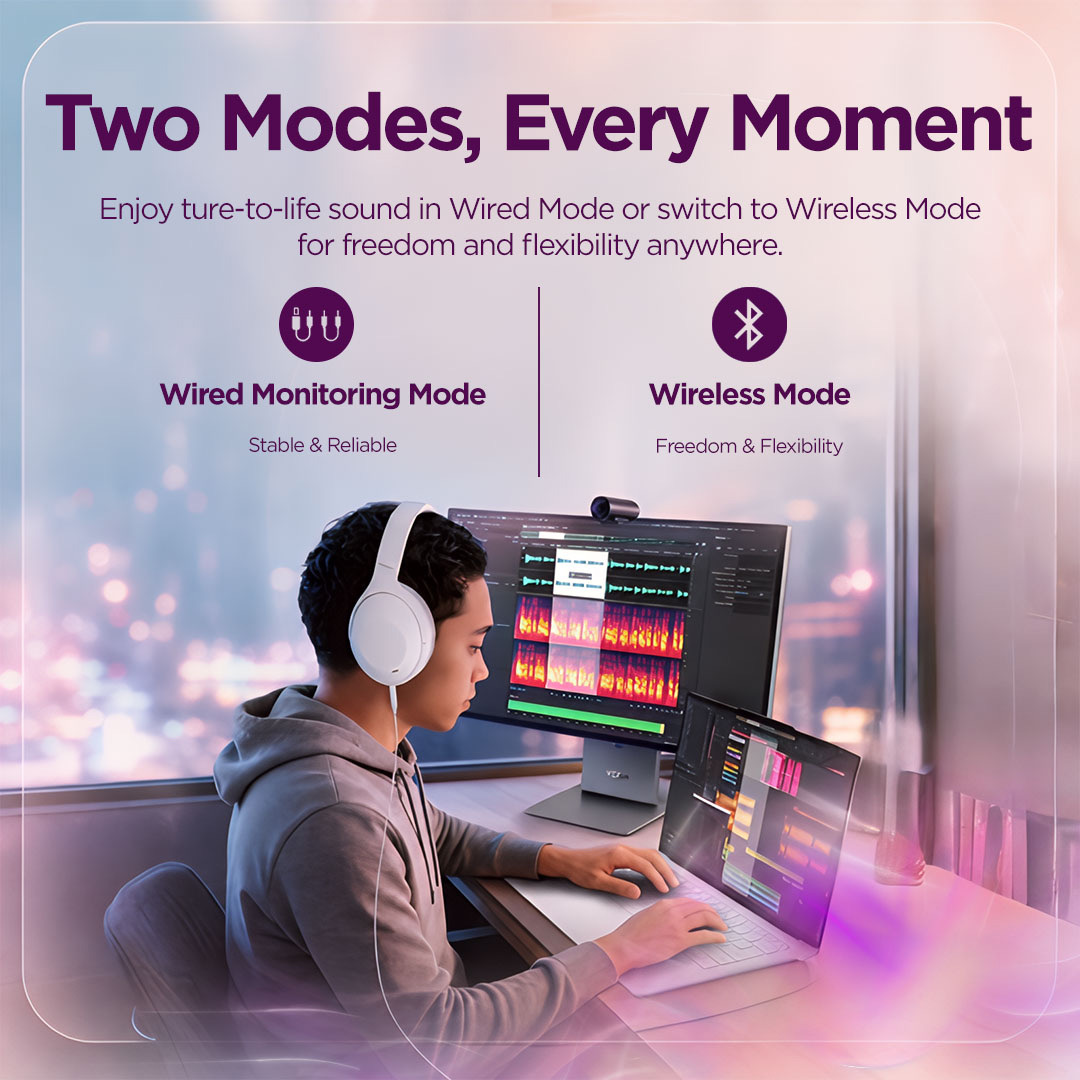 Two Modes, Every Moment
Enjoy ture-to-life sound in Wired Mode or switch to Wireless Mode
for freedom and flexibility anywhere.
Wired Monitoring Mode
Wireless Mode
Stable & Reliable
Freedom & Flexibility